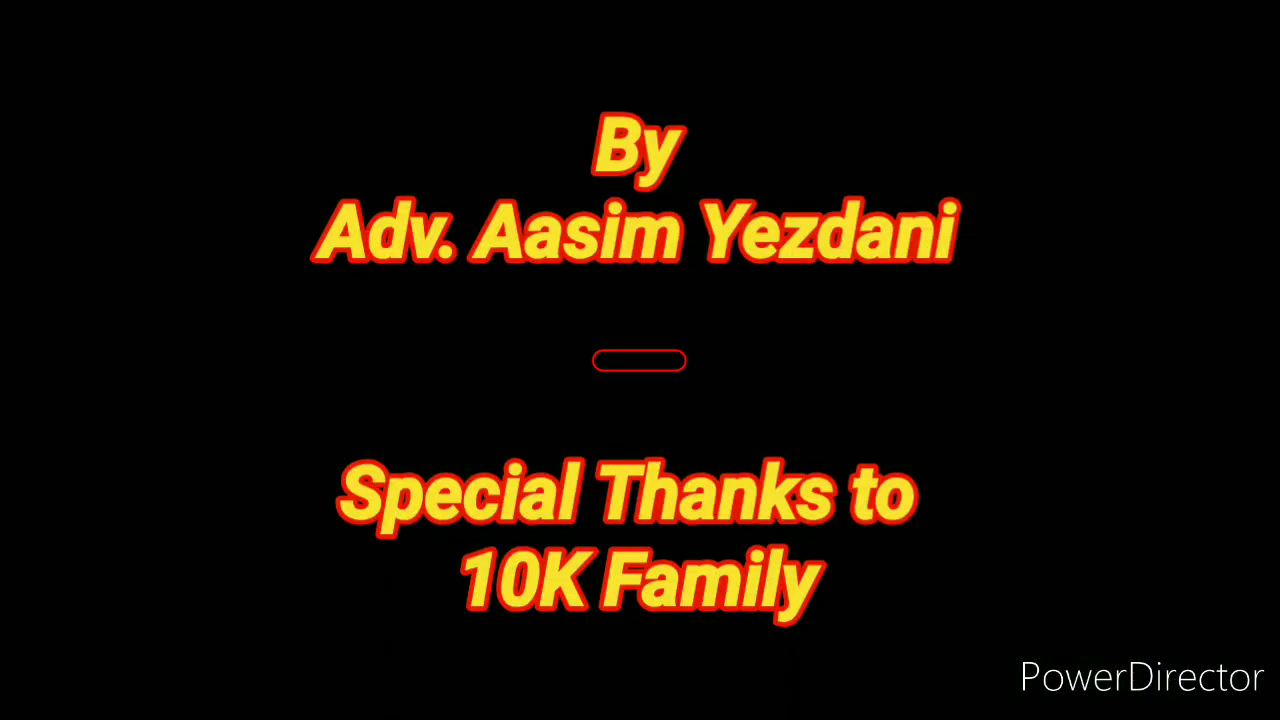 By
Adv. Aasim Yezdani
Special Thanks to
10K Family
PowerDirector